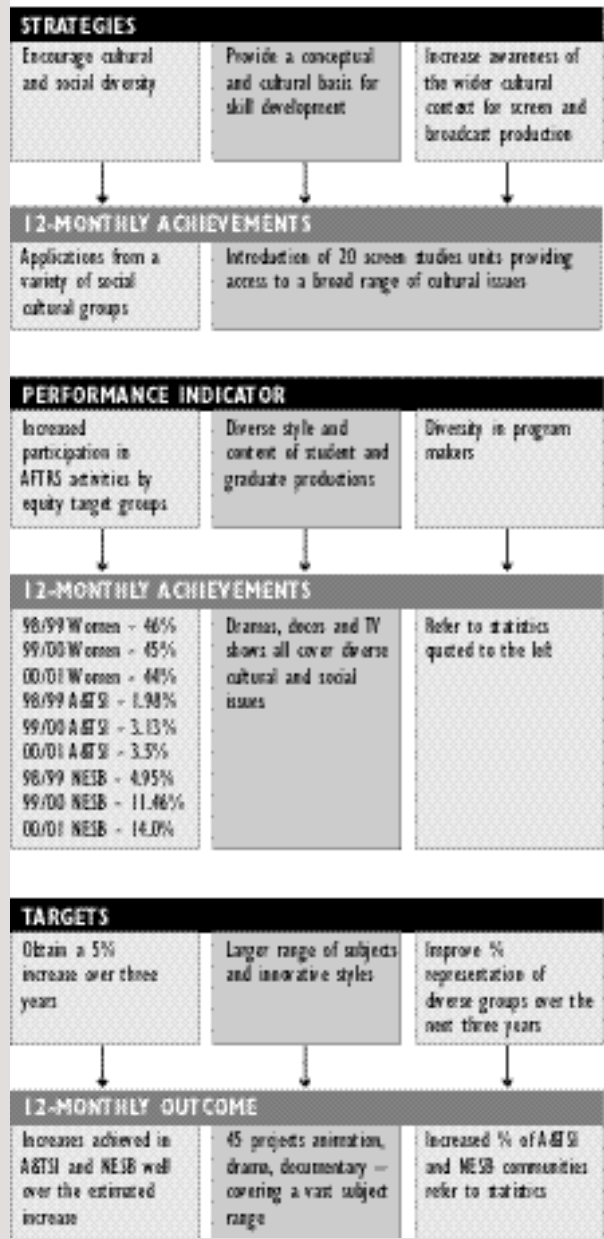 STRATEGIES
Encourage cultural
and social diversity
Provide a conceptual
and cultural basis for
skill development
Increase awareness of
the wider cultural
context for screen and
broadcast production
12-MONTHLY ACHIEVEMENTS
Applications from a
variety of social
cultural groups
Introduction of 20 screen studies units providing
access to a broad range of cultural issues
PERFORMANCE INDICATOR
Increased
participation in
AFTRS activities by
equity target groups
Diverse style and
content of student and
graduate productions
Diversity in program
makers
12-MONTHLY ACHIEVEMENTS
98/99 Women - 46%
99/00 Women - 45%
00/01 Women - 44%
98/99 A&TSI - 1.98%
99/00 A&TSI - 3.13%
00/01 A&TSI - 3.5%
98/99 NESB - 4.95%
99/00 NESB - 11.46%
00/01 NESB - 14.0%
Dramas, docos and TV
shows all cover diverse
cultural and social
issues
Refer to statistics
quoted to the left
TARGETS
Obtain a 5%
increase over three
years
Larger range of subjects
and innovative styles
Improve %
representation of
diverse groups over the
next three years
12-MONTHLY OUTCOME
Increases achieved in
A&TSI and NESB well
over the estimated
increase
45 projects animation,
drama, documentary –
covering a vast subject
range
Increased % of A&TSI
and NESB communities
refer to statistics